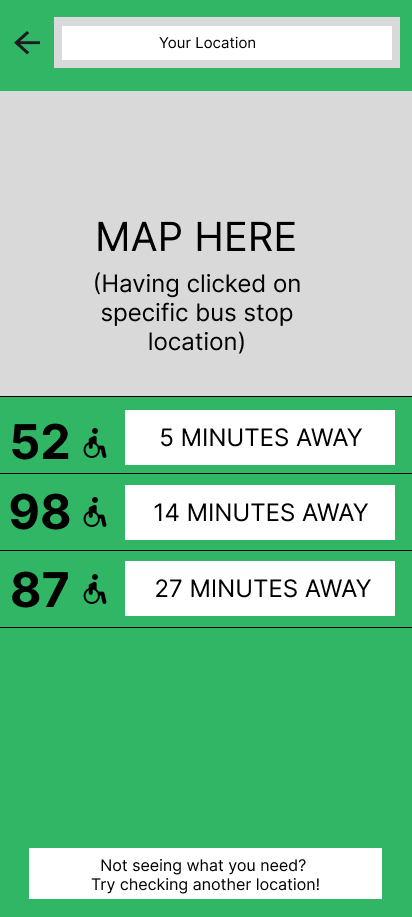 Your Location
MAP HERE
(Having clicked on
specific bus stop
location)
52
5 MINUTES AWAY
98
14 MINUTES AWAY
87
27 MINUTES AWAY
Not seeing what you need?
Try checking another location!